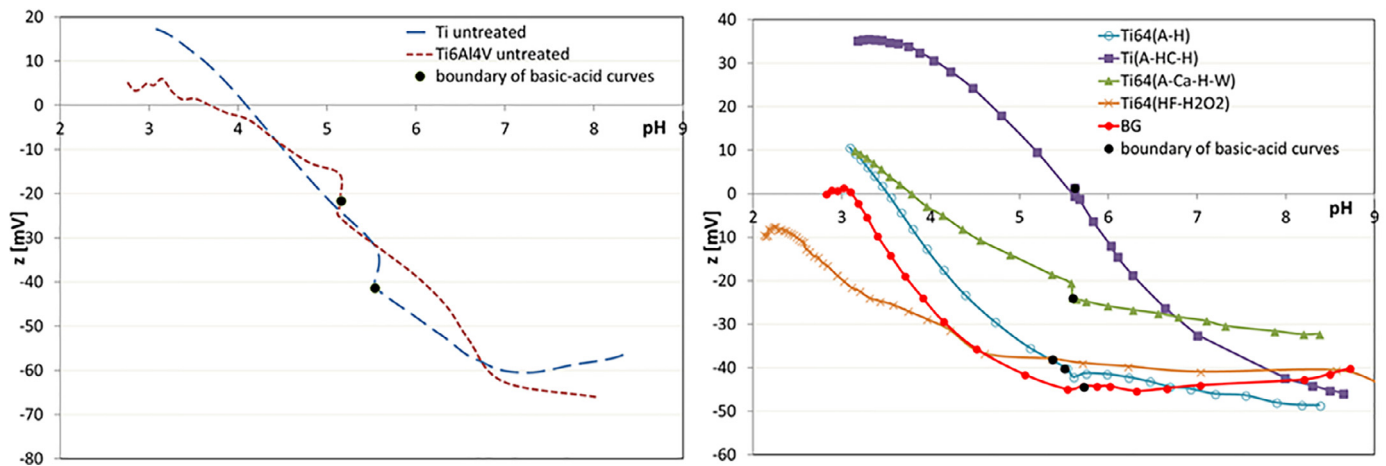 20
10
0
-10
-20
-30
-40
-50
-60
-70
-80
2 3 4 5 6 7 8 9
pH
z [mV]
Ti untreated
Ti6Al4V untreated
boundary of basic-acid curves
40
30
20
10
0
-10
-20
-30
-40
-50
-60
2 3 4 5 6 7 8 9
pH
z [mV]
Ti64(A-H)
Ti(A-HC-H)
Ti64(A-Ca-H-W)
Ti64(HF-H2O2)
BG
boundary of basic-acid curves